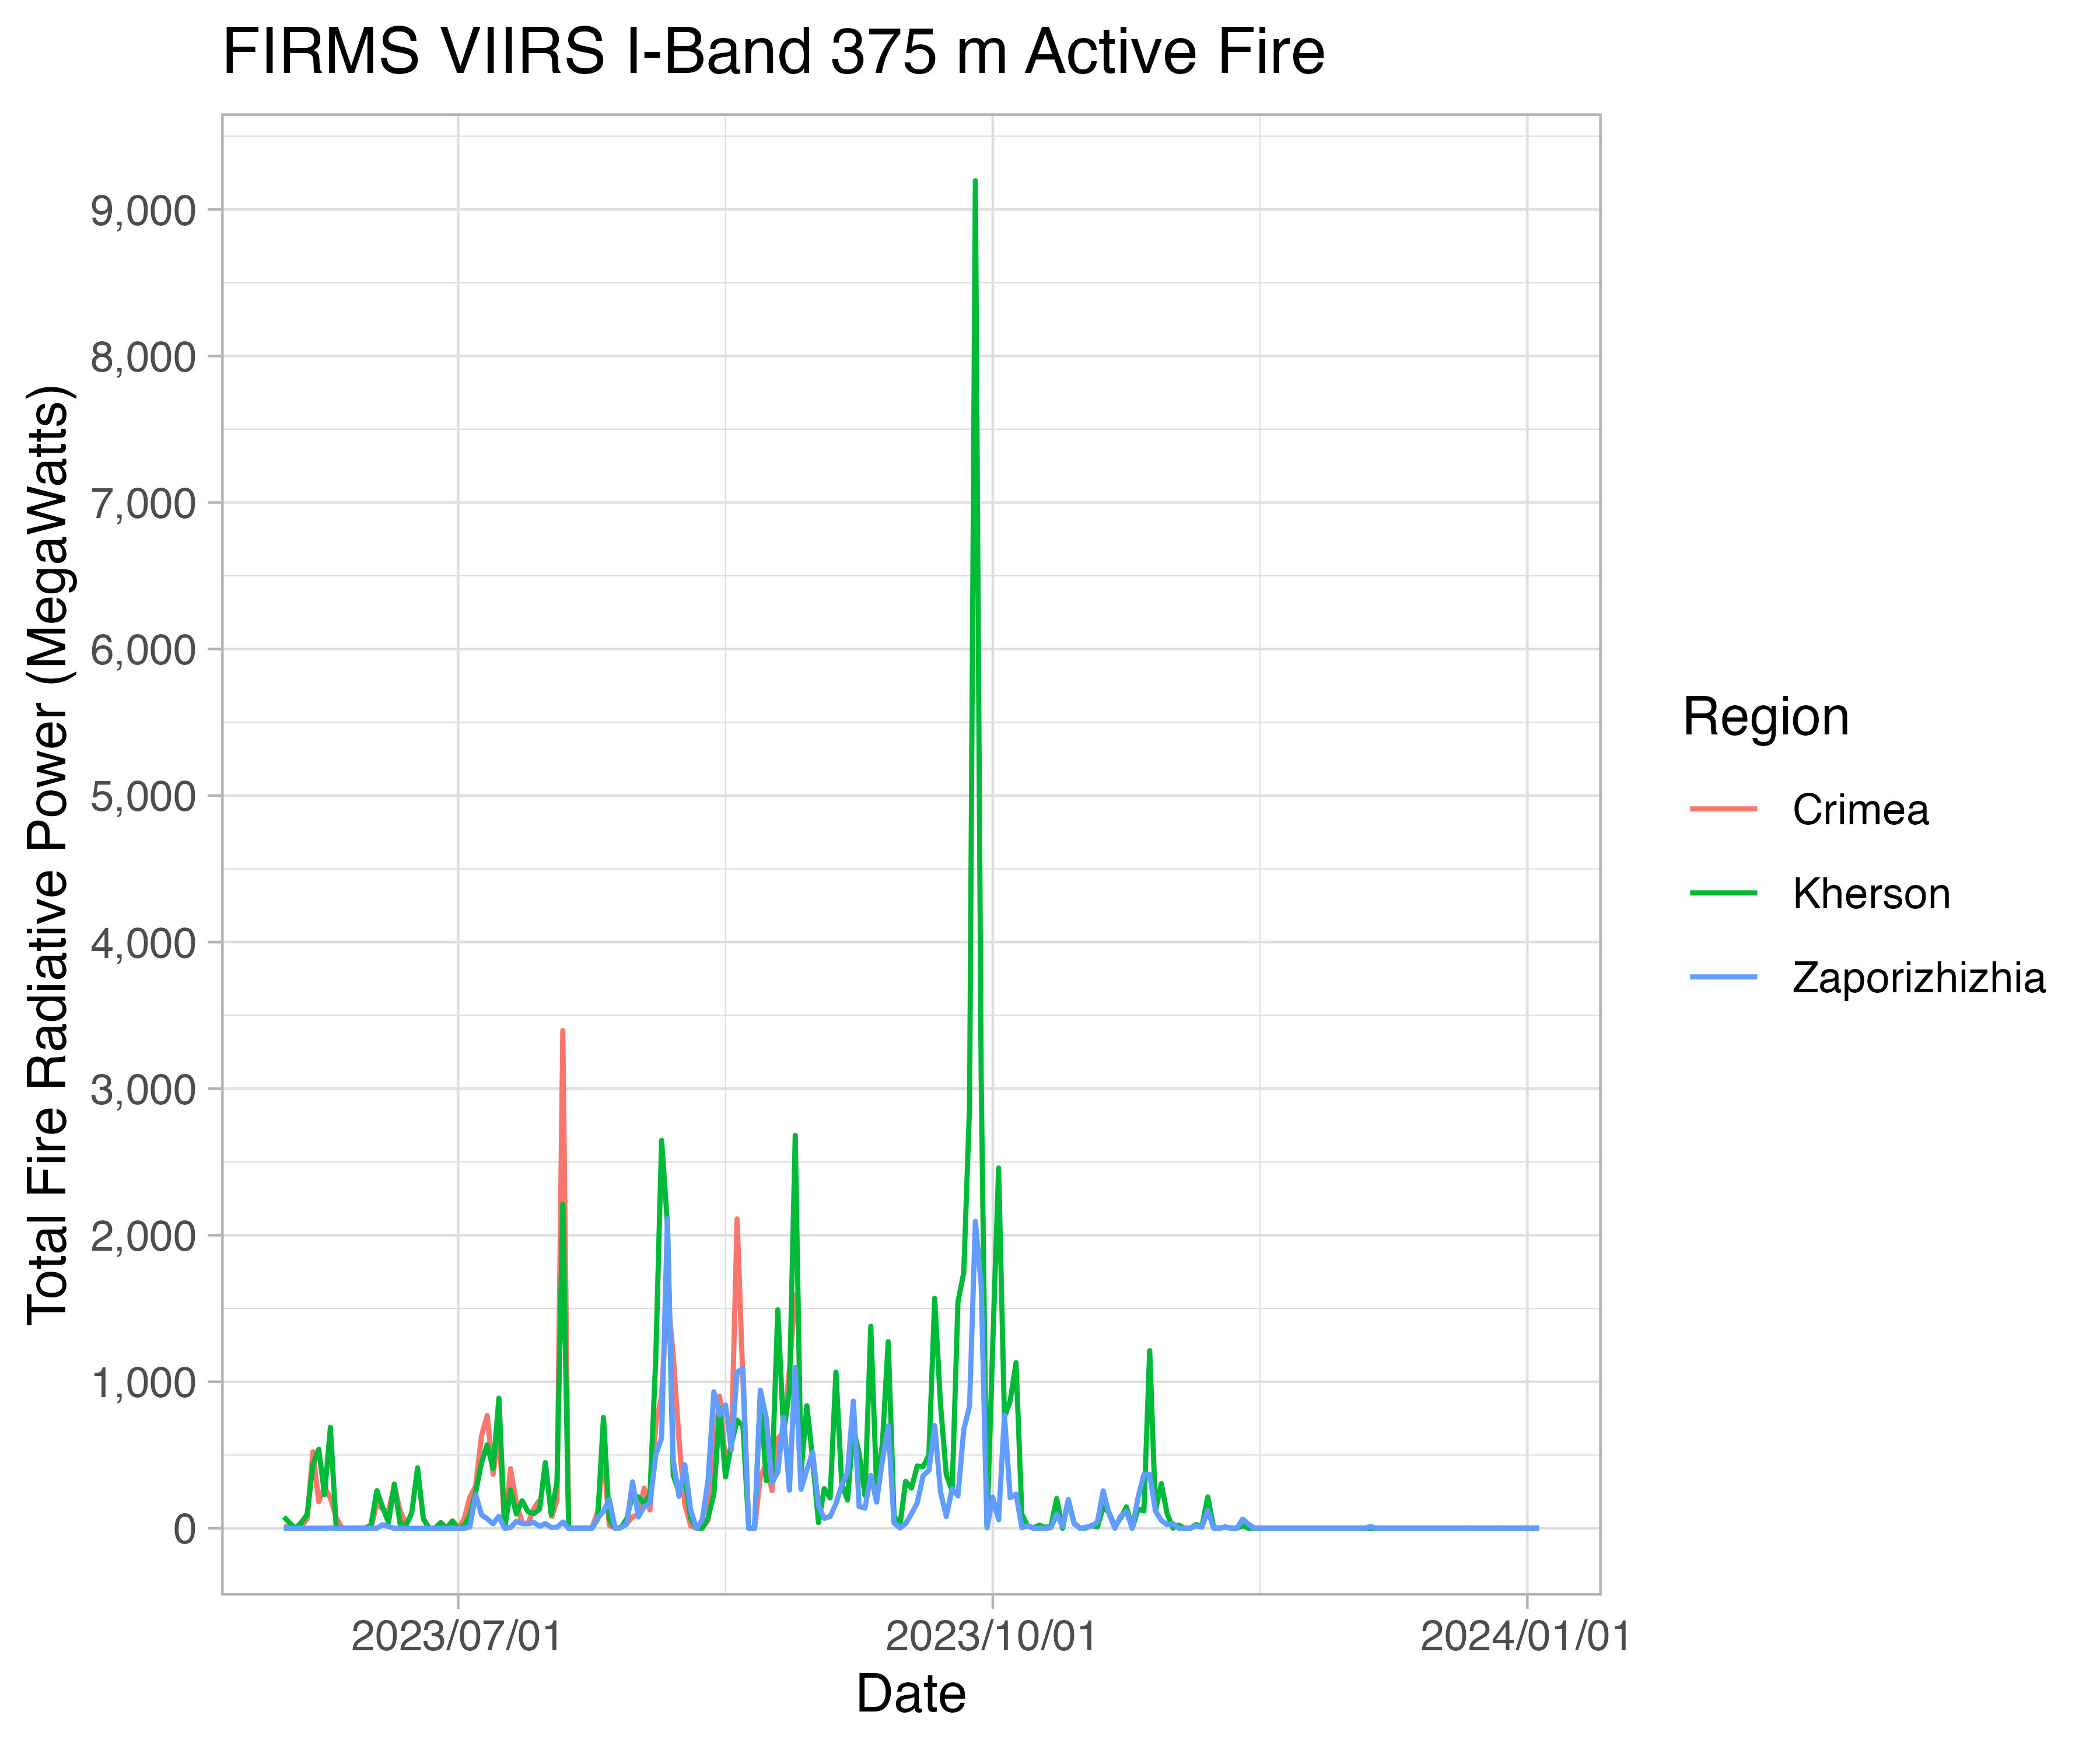 FIRMS VIIRS I-Band 375 m Active Fire
Total Fire Radiative Power (MegaWatts)
9,000
8,000
7,000
6,000
5,000
4,000
3,000
2,000
1,000
0
2023/07/01
2023/10/01
2024/01/01
Date
Region
Crimea
Kherson
Zaporizhizhia